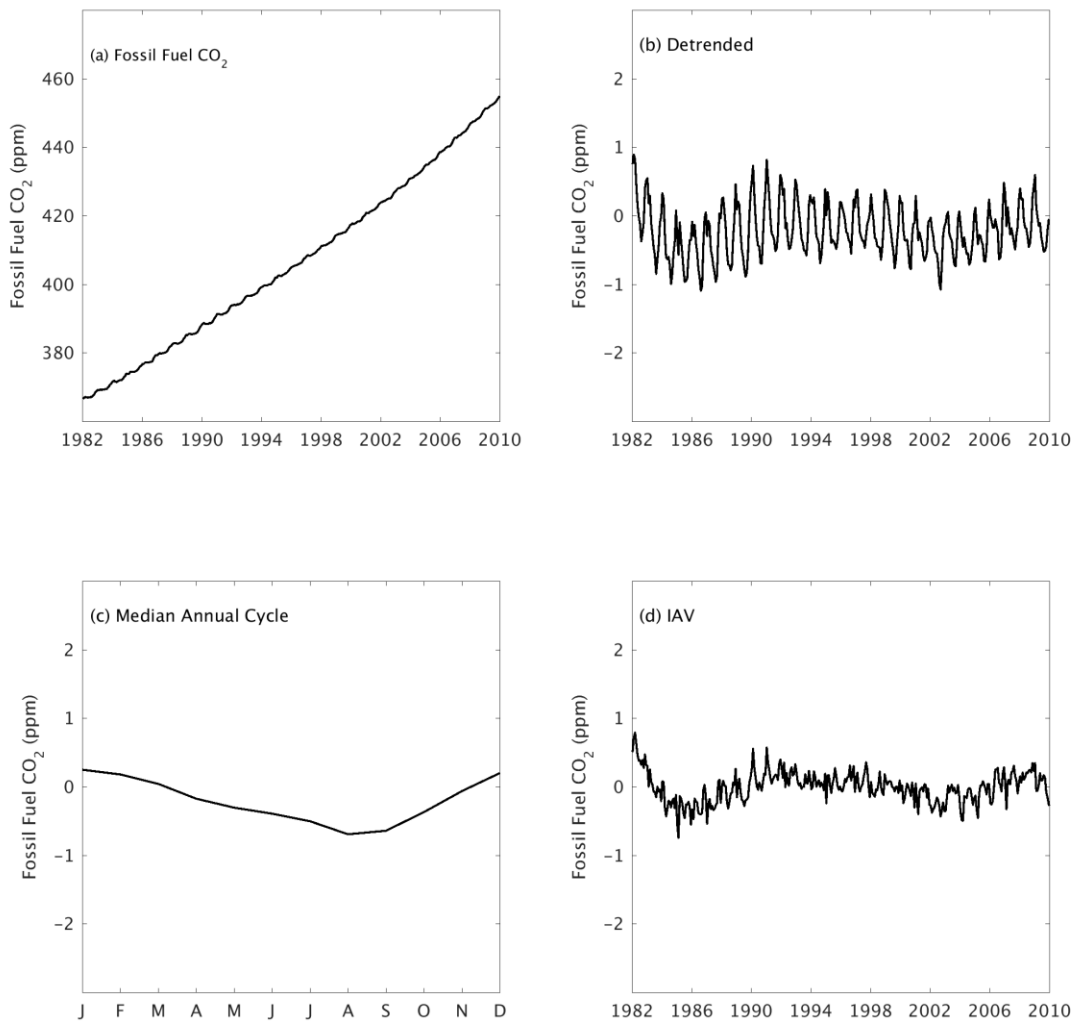 (a) Fossil Fuel CO2
460
440
420
400
380
Fossil Fuel CO2 (ppm)
1982 1986 1990 1994 1998 2002 2006 2010
(b) Detrended
2
1
0
−1
−2
Fossil Fuel CO2 (ppm)
1982 1986 1990 1994 1998 2002 2006 2010
(c) Median Annual Cycle
2
1
0
−1
−2
Fossil Fuel CO2 (ppm)
J F M A M J J A S O N D
(d) IAV
2
1
0
−1
−2
Fossil Fuel CO2 (ppm)
1982 1986 1990 1994 1998 2002 2006 2010